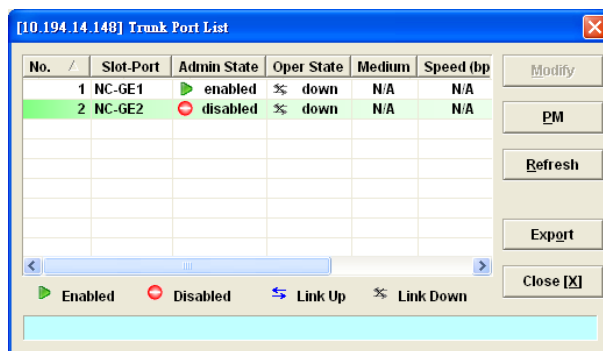 [10.194.14.148] Trunk Port List
No. Slot-Port Admin State Oper State Medium Speed (bp
1 NC-GE1 enabled down N/A N/A
2 NC-GE2 disabled down N/A N/A
Modify
PM
Refresh
Export
Close [X]
Enabled Disabled Link Up Link Down